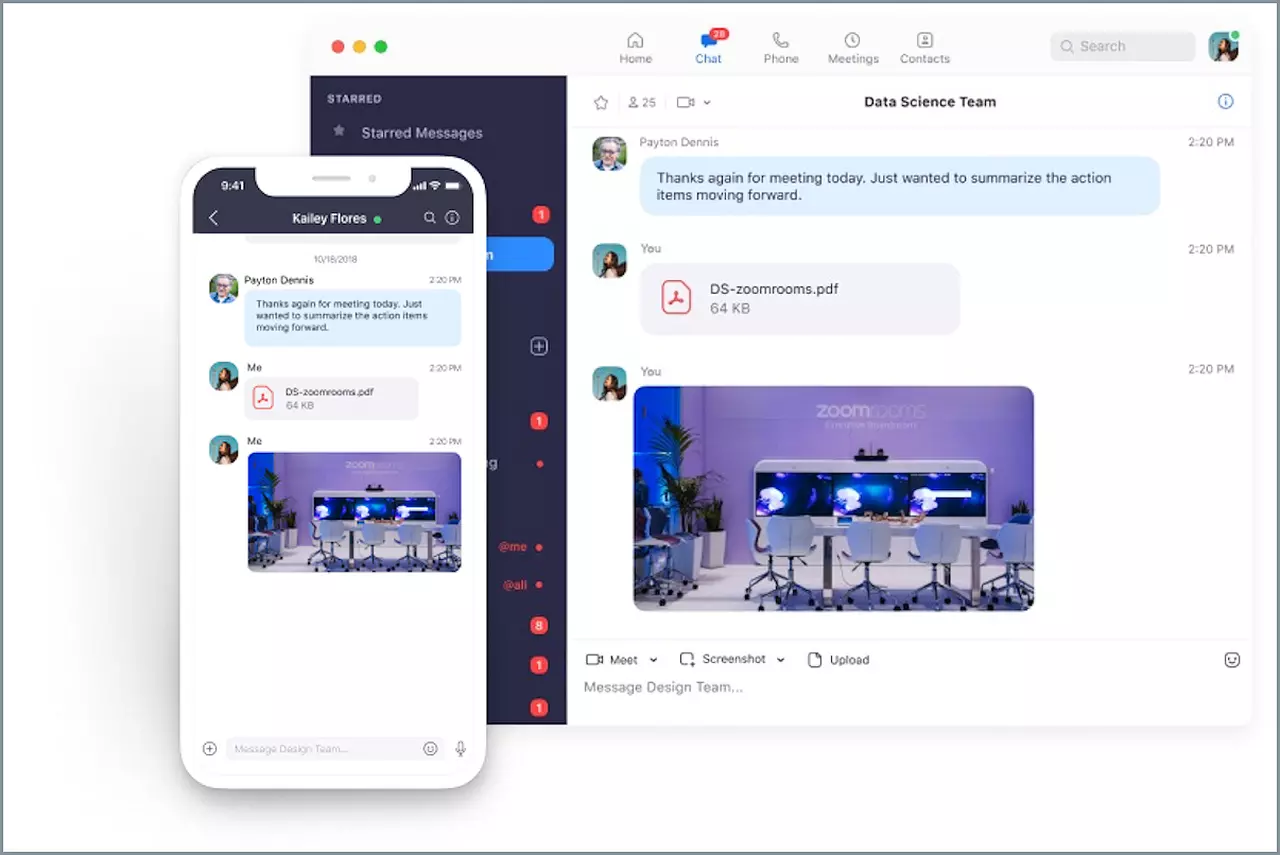 Home
28
Chat
Phone
Meetings
Contacts
Search
STARRED
Starred Messages
1
n
1
g
@me
@all
8
1
1
25
Data Science Team
Payton Dennis
2:20 PM
Thanks again for meeting today. Just wanted to summarize the action
items moving forward.
You
2:20 PM
DS-zoomrooms.pdf
64 KB
You
2:20 PM
zoomrooms
Meet
Screenshot
Upload
Message Design Team...
9:41
Kailey Flores
10/18/2018
Payton Dennis
2:20 PM
Thanks again for meeting today. Just
wanted to summarize the action items
moving forward.
Me
2:20 PM
DS-zoomrooms.pdf
64 KB
Me
2:20 PM
zoomrooms
Message Design Team...